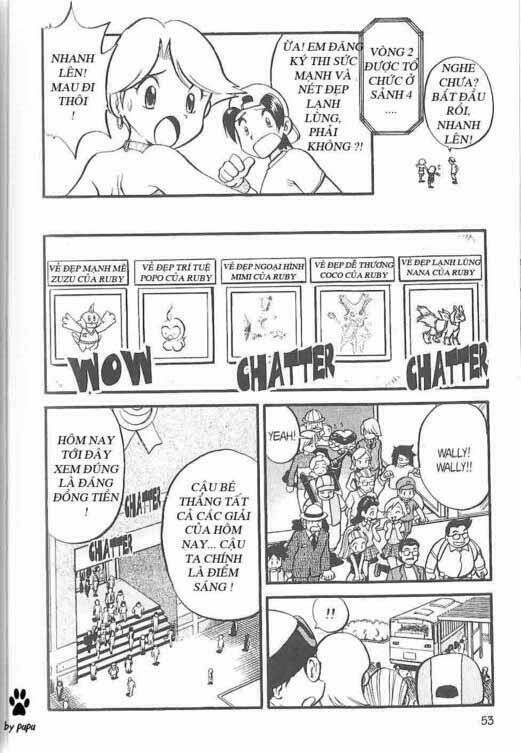 NHANH
LÊN!
MAU ĐI
THÔI
!
ỪA! EM ĐĂNG
KÝ THI SỨC
MẠNH VÀ
NÉT ĐẸP
LẠNH
LÙNG,
PHẢI
KHÔNG ?!
VÒNG 2
ĐƯỢC TỔ
CHỨC Ở
SẢNH 4
....
NGHE
CHƯA?
BẮT ĐẦU
RỒI,
NHANH
LÊN!
VẺ ĐẸP MẠNH MẼ
ZUZU CỦA RUBY
VẺ ĐẸP TRÍ TUỆ
POPO CỦA RUBY
VẺ ĐẸP NGOẠI HÌNH
MIMI CỦA RUBY
VẺ ĐẸP DỄ THƯƠNG
COCO CỦA RUBY
VẺ ĐẸP LẠNH LÙNG
NANA CỦA RUBY
WOW
CHATTER
CHATTER
HÔM NAY
TỚI ĐÂY
XEM ĐÚNG
LÀ ĐÁNG
ĐỒNG TIỀN
!
CHATTER
CHATTER
CHATTER
CẬU BÉ
THẮNG TẤT
CẢ CÁC GIẢI
CỦA HÔM
NAY... CẬU
TA CHÍNH
LÀ ĐIỂM
SÁNG !
YEAH!
WALLY!
WALLY!!
!!
53
by pupu